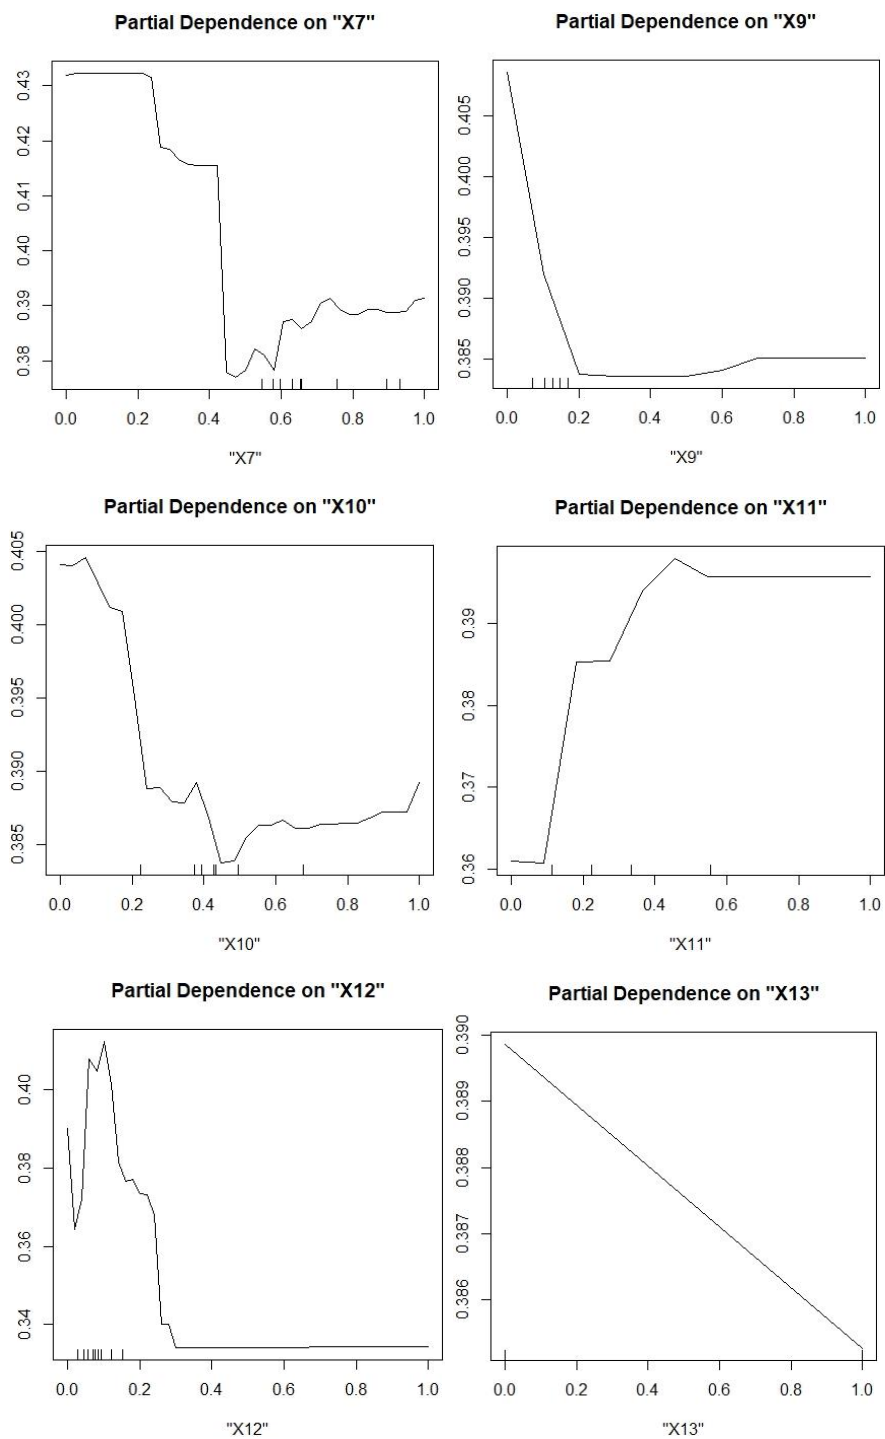 Partial Dependence on "X7"
0.43
0.42
0.41
0.40
0.39
0.38
0.0 0.2 0.4 0.6 0.8 1.0
"X7"
Partial Dependence on "X9"
0.405
0.400
0.395
0.390
0.385
0.0 0.2 0.4 0.6 0.8 1.0
"X9"
Partial Dependence on "X10"
0.405
0.400
0.395
0.390
0.385
0.0 0.2 0.4 0.6 0.8 1.0
"X10"
Partial Dependence on "X11"
0.39
0.38
0.37
0.36
0.0 0.2 0.4 0.6 0.8 1.0
"X11"
Partial Dependence on "X12"
0.40
0.38
0.36
0.34
0.0 0.2 0.4 0.6 0.8 1.0
"X12"
Partial Dependence on "X13"
0.390
0.389
0.388
0.387
0.386
0.0 0.2 0.4 0.6 0.8 1.0
"X13"